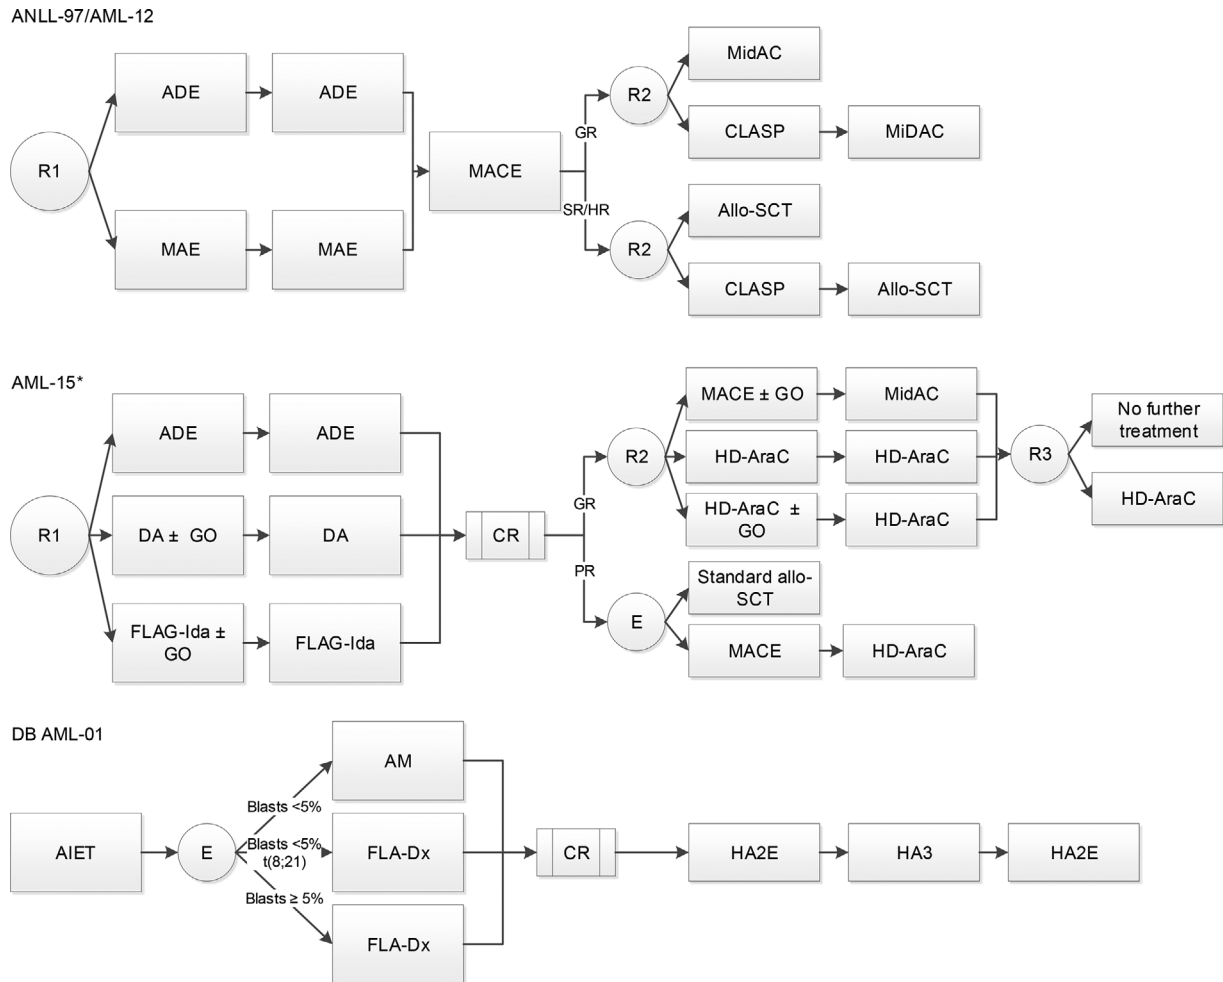 ANLL-97/AML-12
R1
ADE
ADE
MAE
MAE
MACE
GR
SR/HR
R2
MidAC
CLASP
MiDAC
R2
Allo-SCT
CLASP
Allo-SCT
AML-15*
R1
ADE
ADE
DA ± GO
DA
FLAG-Ida ±
GO
FLAG-Ida
CR
GR
PR
R2
MACE ± GO
MidAC
HD-AraC
HD-AraC
HD-AraC ±
GO
HD-AraC
R3
No further
treatment
HD-AraC
E
Standard allo-
SCT
MACE
HD-AraC
DB AML-01
AIET
E
Blasts <5%
Blasts <5%
t(8;21)
Blasts ≥ 5%
AM
FLA-Dx
FLA-Dx
CR
HA2E
HA3
HA2E